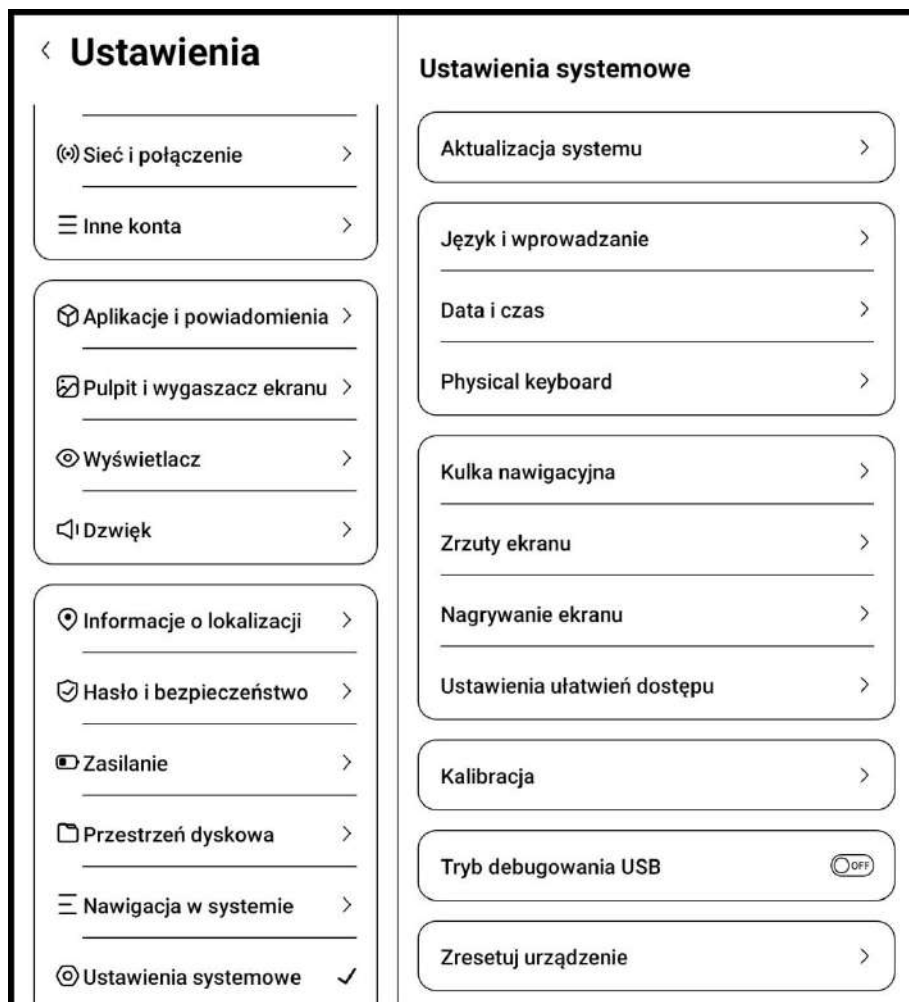 Ustawienia
Sieć i połączenie
Inne konta
Aplikacje i powiadomienia
Pulpit i wygaszacz ekranu
Wyświetlacz
Dzwięk
Informacje o lokalizacji
Hasło i bezpieczeństwo
Zasilanie
Przestrzeń dyskowa
Nawigacja w systemie
Ustawienia systemowe
Ustawienia systemowe
Aktualizacja systemu
Język i wprowadzanie
Data i czas
Physical keyboard
Kulka nawigacyjna
Zrzuty ekranu
Nagrywanie ekranu
Ustawienia ułatwień dostępu
Kalibracja
Tryb debugowania USB
OFF
Zresetuj urządzenie